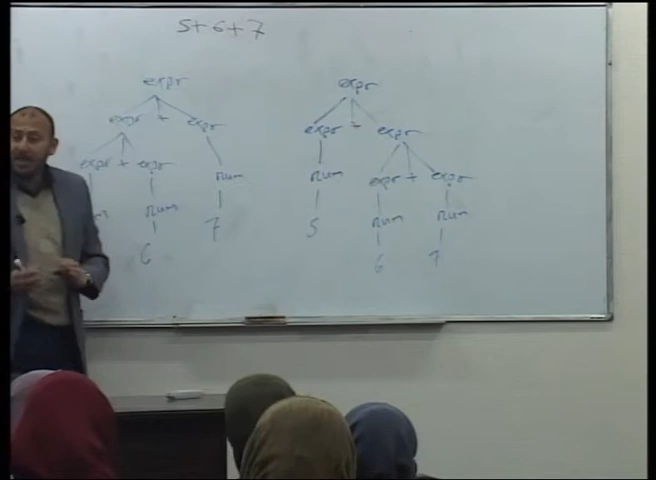 5+6+7
expr expr
expr + expr expr + expr
expr + expr num num expr + expr
num 7 5 num num
6 6 7